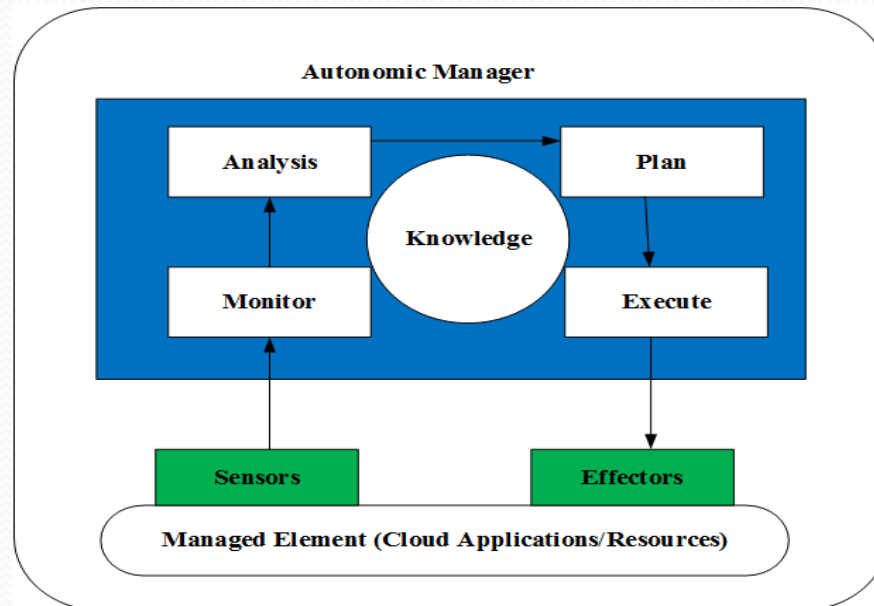 Autonomic Manager
Analysis
Plan
Knowledge
Monitor
Execute
Sensors
Effectors
Managed Element (Cloud Applications/Resources)